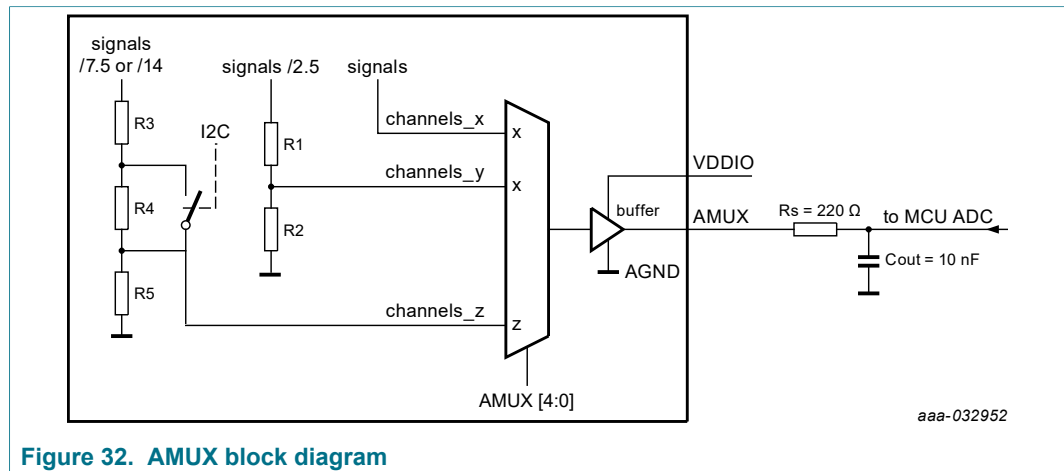 signals
/7.5 or /14
signals /2.5
signals
R3
I2C
R1
channels_x
x
channels_y
x
R4
R2
R5
channels_z
z
buffer
VDDIO
AMUX
AGND
Rs = 220 Ω
to MCU ADC
Cout = 10 nF
AMUX [4:0]
aaa-032952
Figure 32. AMUX block diagram